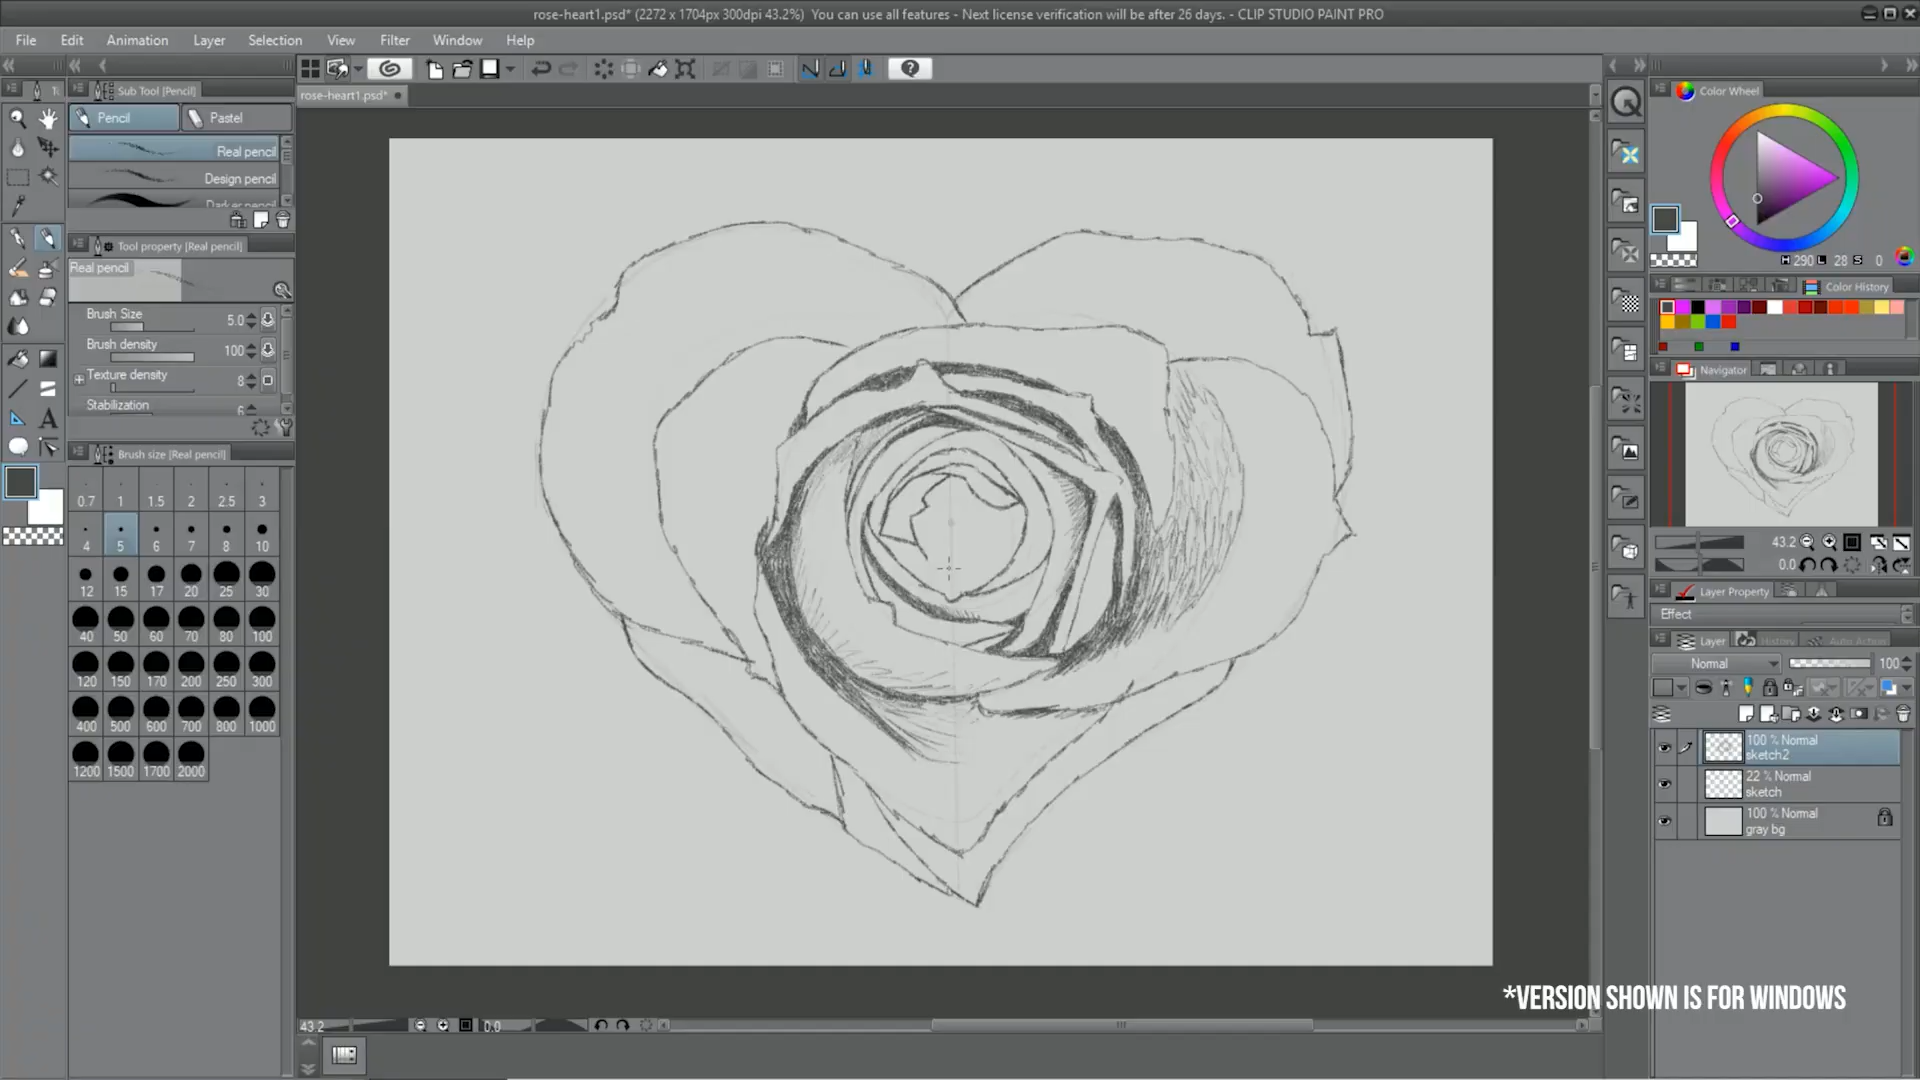 rose-heart1.psd* (2272 x 1704px 300dpi 43.2%) You can use all features - Next license verification will be after 26 days. - CLIP STUDIO PAINT PRO
File Edit Animation Layer Selection View Filter Window Help
Sub Tool [Pencil]
rose-heart1.psd*
Color Wheel
Pencil Pastel
Real pencil
Design pencil
Darker pencil
Tool property [Real pencil]
Real pencil
H 290 L 28 S 0
Color History
Brush Size 5.0
Brush density 100
Texture density 8
Stabilization 6
Navigator
Brush size [Real pencil]
0.7 1 1.5 2 2.5 3
4 5 6 7 8 10
12 15 17 20 25 30
40 50 60 70 80 100
120 150 170 200 250 300
400 500 600 700 800 1000
1200 1500 1700 2000
43.2
0.0
Layer Property
Effect
Layer History Auto Action
Normal 100
100 % Normal
sketch2
22 % Normal
sketch
100 % Normal
gray bg
*VERSION SHOWN IS FOR WINDOWS
43.2 0.0